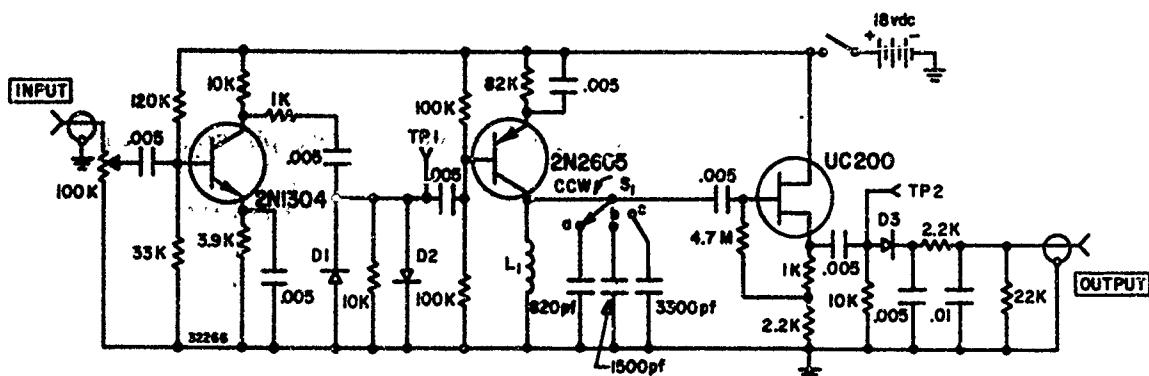 18vdc
+
-
INPUT
120K
10K
1K
.005
100K
.005
2N1304
33K
3.9K
.005
32266
D1
10K
D2
TP1
.005
100K
100K
82K
.005
2N2605
CCW
S1
a
b
c
L1
820pf
1500pf
3300pf
.005
4.7M
UC200
1K
2.2K
.005
10K
TP2
D3
2.2K
.005
.01
22K
OUTPUT